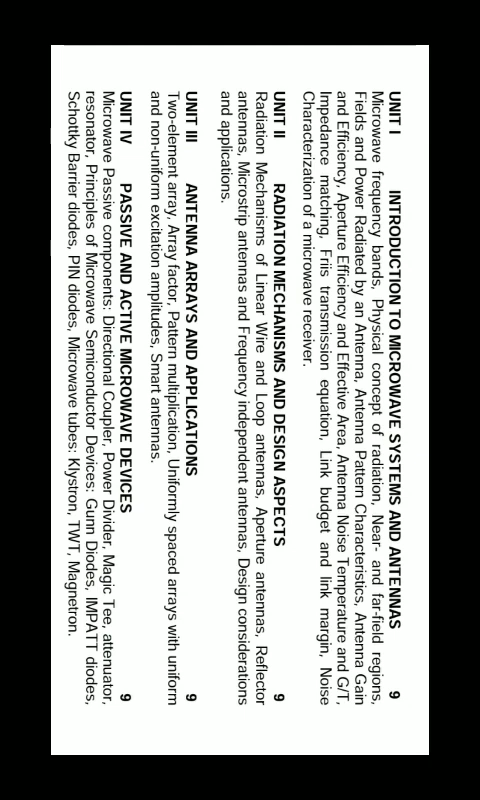 UNIT I INTRODUCTION TO MICROWAVE SYSTEMS AND ANTENNAS 9
Microwave frequency bands, Physical concept of radiation, Near- and far-field regions,
Fields and Power Radiated by an Antenna, Antenna Pattern Characteristics, Antenna Gain
and Efficiency, Aperture Efficiency and Effective Area, Antenna Noise Temperature and G/T,
Impedance matching, Friis transmission equation, Link budget and link margin, Noise
Characterization of a microwave receiver.
UNIT II RADIATION MECHANISMS AND DESIGN ASPECTS 9
Radiation Mechanisms of Linear Wire and Loop antennas, Aperture antennas, Reflector
antennas, Microstrip antennas and Frequency independent antennas, Design considerations
and applications.
UNIT III ANTENNA ARRAYS AND APPLICATIONS 9
Two-element array, Array factor, Pattern multiplication, Uniformly spaced arrays with uniform
and non-uniform excitation amplitudes, Smart antennas.
UNIT IV PASSIVE AND ACTIVE MICROWAVE DEVICES 9
Microwave Passive components: Directional Coupler, Power Divider, Magic Tee, attenuator,
resonator, Principles of Microwave Semiconductor Devices: Gunn Diodes, IMPATT diodes,
Schottky Barrier diodes, PIN diodes, Microwave tubes: Klystron, TWT, Magnetron.